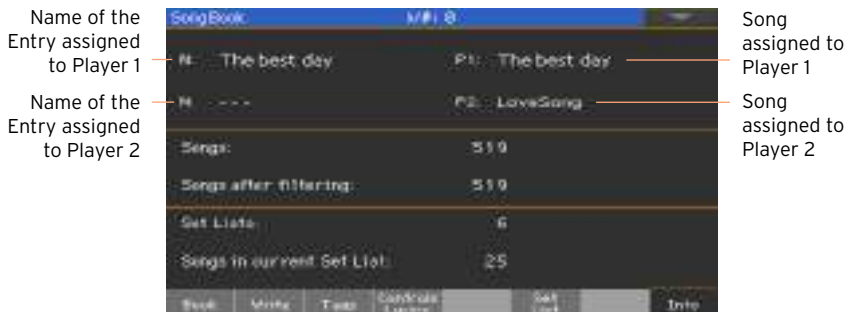 Name of the Entry assigned to Player 1
Name of the Entry assigned to Player 2
SongBook
N: The best day
P1: The best day
N: ---
P2: LoveSong
Songs: 519
Songs after filtering: 519
Set Lists: 6
Songs in current Set List: 25
Book Write Set List Info
Song assigned to Player 1
Song assigned to Player 2